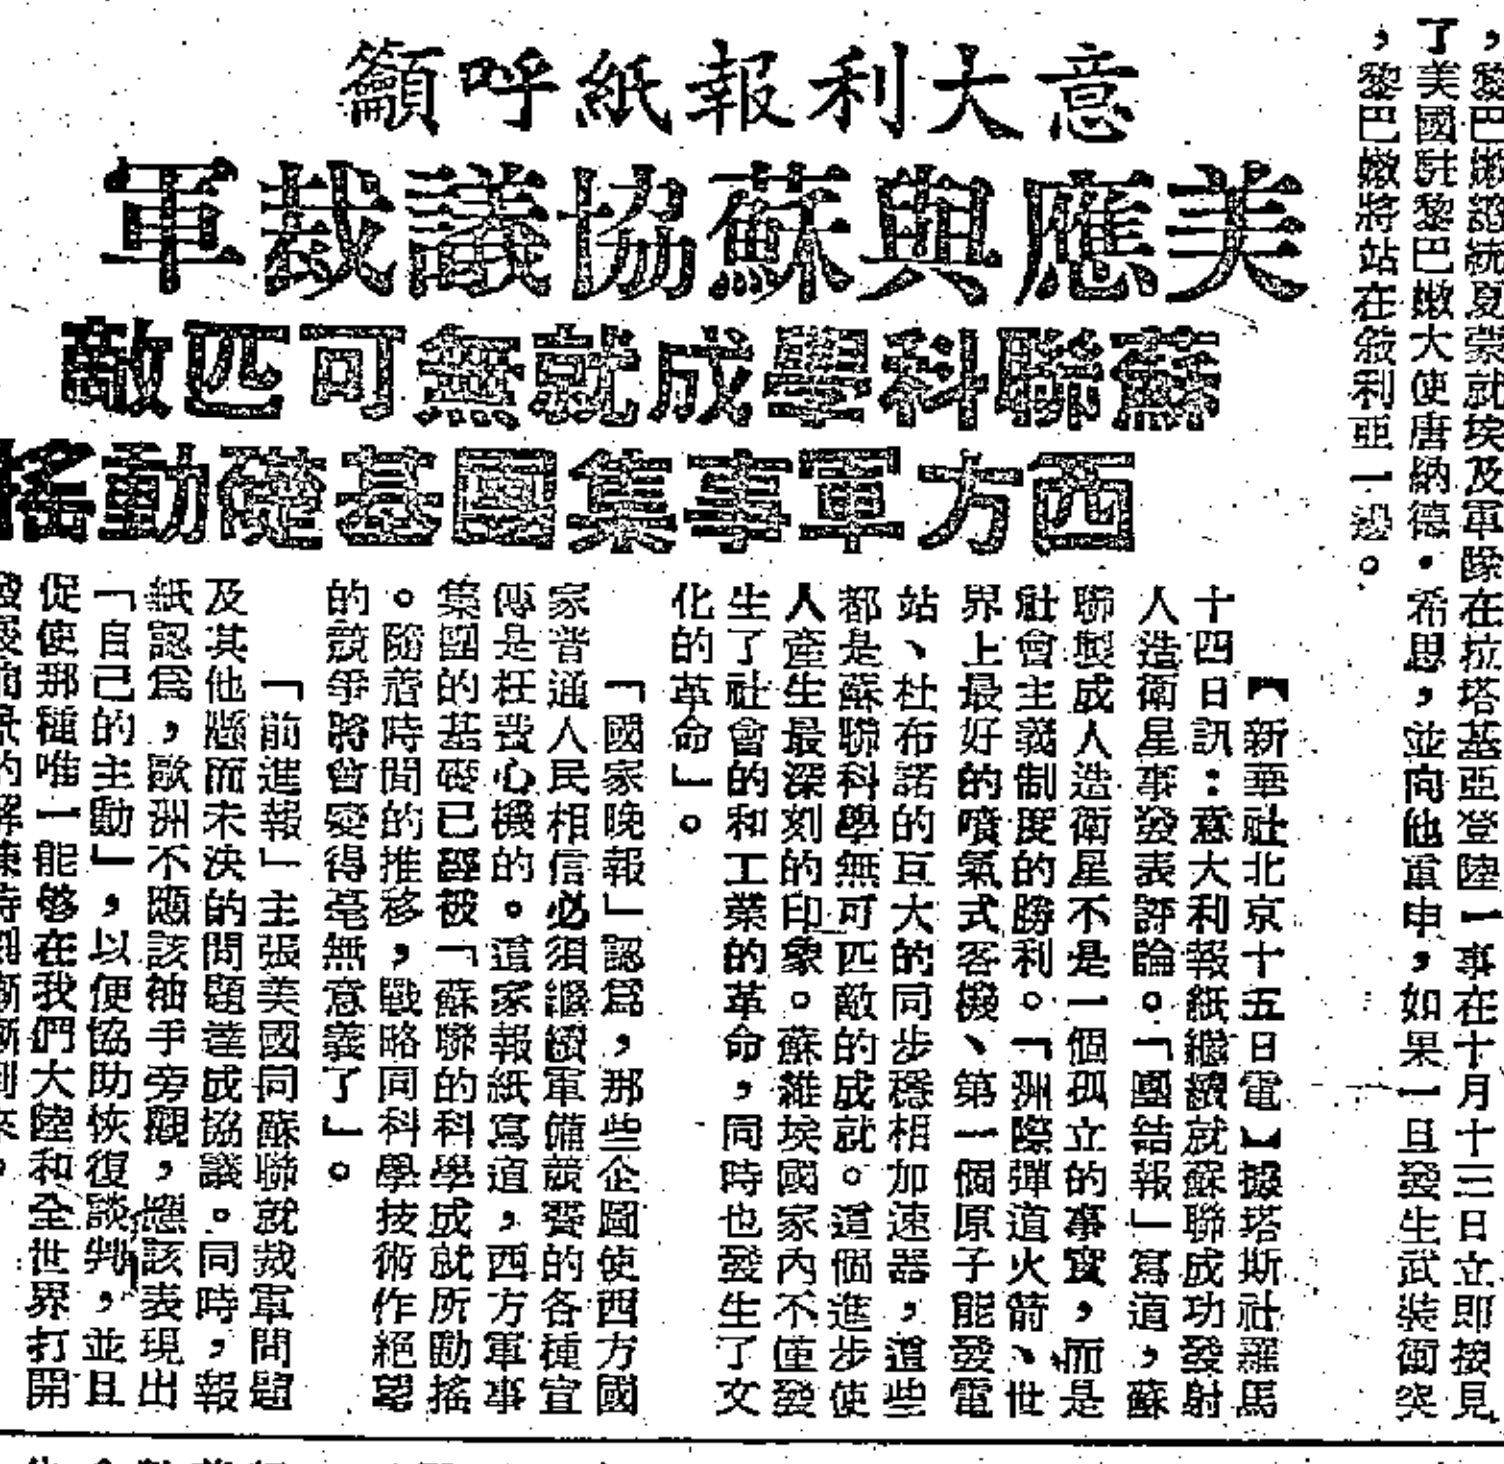 ，黎巴嫩總統夏蒙就埃及軍隊在拉塔基亞登陸一事在十月十三日立即接見
了美國駐黎巴嫩大使唐納德·希思，並向他重申，如果一旦發生武裝衝突
，黎巴嫩將站在叙利亚一边。
意大利報紙呼籲
美應與蘇協議裁軍
蘇聯科學成就無可匹敵
西方軍事集團基礎動搖
【新華社北京十五日電】據塔斯社羅馬
十四日訊：意大利報紙繼續就蘇聯成功發射
人造衛星事發表評論。「團結報」寫道，蘇
聯製成人造衛星不是一個孤立的事實，而是
社會主義制度的勝利。「洲際彈道火箭、世
界上最好的噴氣式客機、第一個原子能發電
站、杜布諾的巨大的同步穩相加速器，這些
都是蘇聯科學無可匹敵的成就。這個進步使
人產生最深刻的印象。蘇維埃國家內不僅發
生了社會的和工業的革命，同時也發生了文
化的革命」。
「國家晚報」認爲，那些企圖使西方國
家普通人民相信必須繼續軍備競賽的各種宣
傳是枉費心機的。這家報紙寫道，西方軍事
集團的基礎已經被「蘇聯的科學成就所動搖
。隨着時間的推移，戰略同科學技術作絕望
的競爭將會變得毫無意義了」。
「前進報」主張美國同蘇聯就裁軍問題
及其他懸而未決的問題達成協議。同時，報
紙認爲，歐洲不應該袖手旁觀，應該表現出
「自己的主動」，以便協助恢復談判，並且
促使那種唯一能够在我們大陸和全世界打開